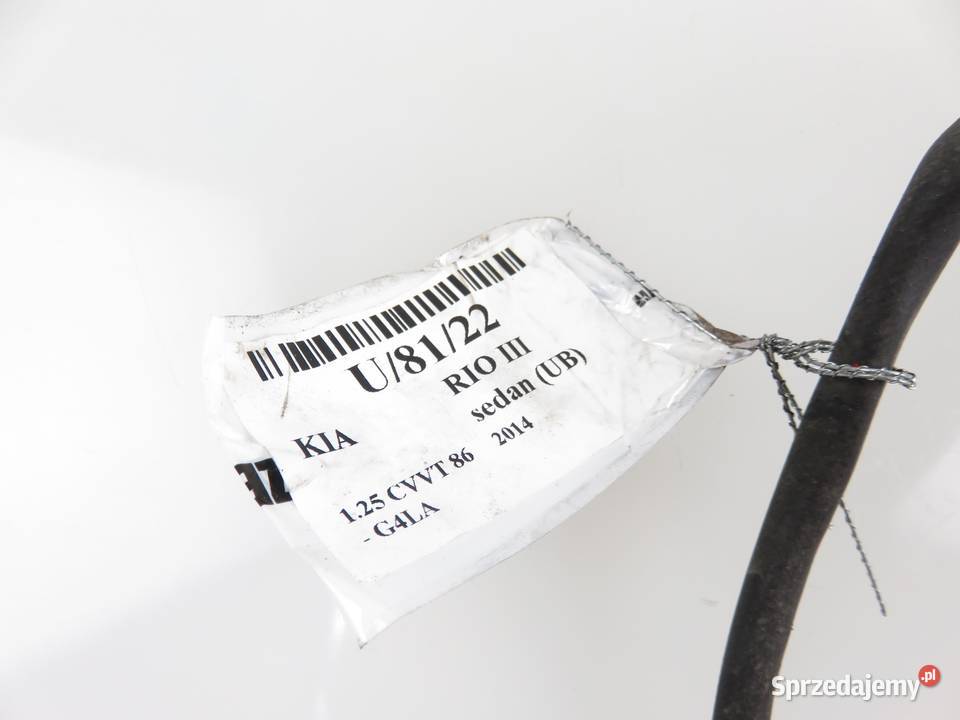 U/81/22
KIA
RIO III
sedan (UB)
1.25 CVVT 86
2014
- G4LA
Sprzedajemy.pl